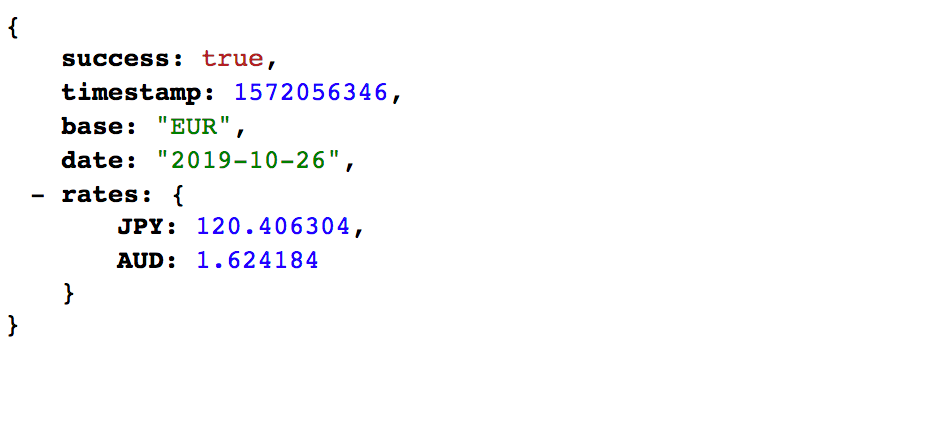 {
success: true,
timestamp: 1572056346,
base: "EUR",
date: "2019-10-26",
- rates: {
JPY: 120.406304,
AUD: 1.624184
}
}